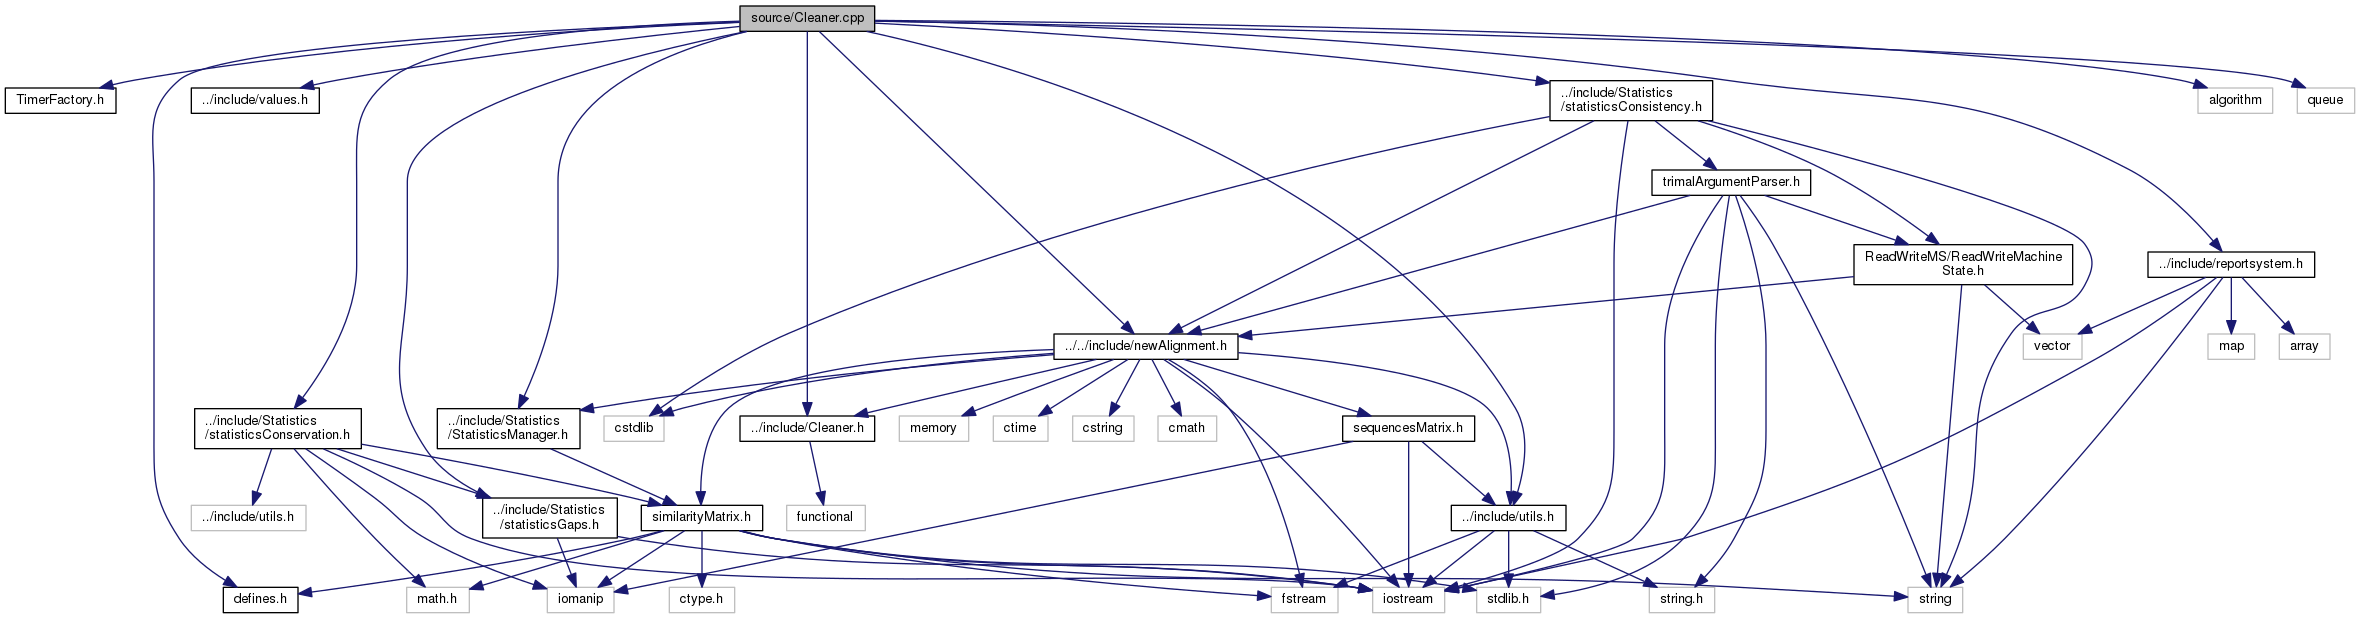 source/Cleaner.cpp
TimerFactory.h
../include/values.h
../include/Statistics
/statisticsConsistency.h
algorithm
queue
trimalArgumentParser.h
ReadWriteMS/ReadWriteMachine
State.h
../include/reportsystem.h
../../include/newAlignment.h
vector
map
array
../include/Statistics
/statisticsConservation.h
../include/Statistics
/StatisticsManager.h
cstdlib
../include/Cleaner.h
memory
ctime
cstring
cmath
sequencesMatrix.h
../include/utils.h
../include/Statistics
/statisticsGaps.h
similarityMatrix.h
functional
../include/utils.h
defines.h
math.h
iomanip
ctype.h
fstream
iostream
stdlib.h
string.h
string